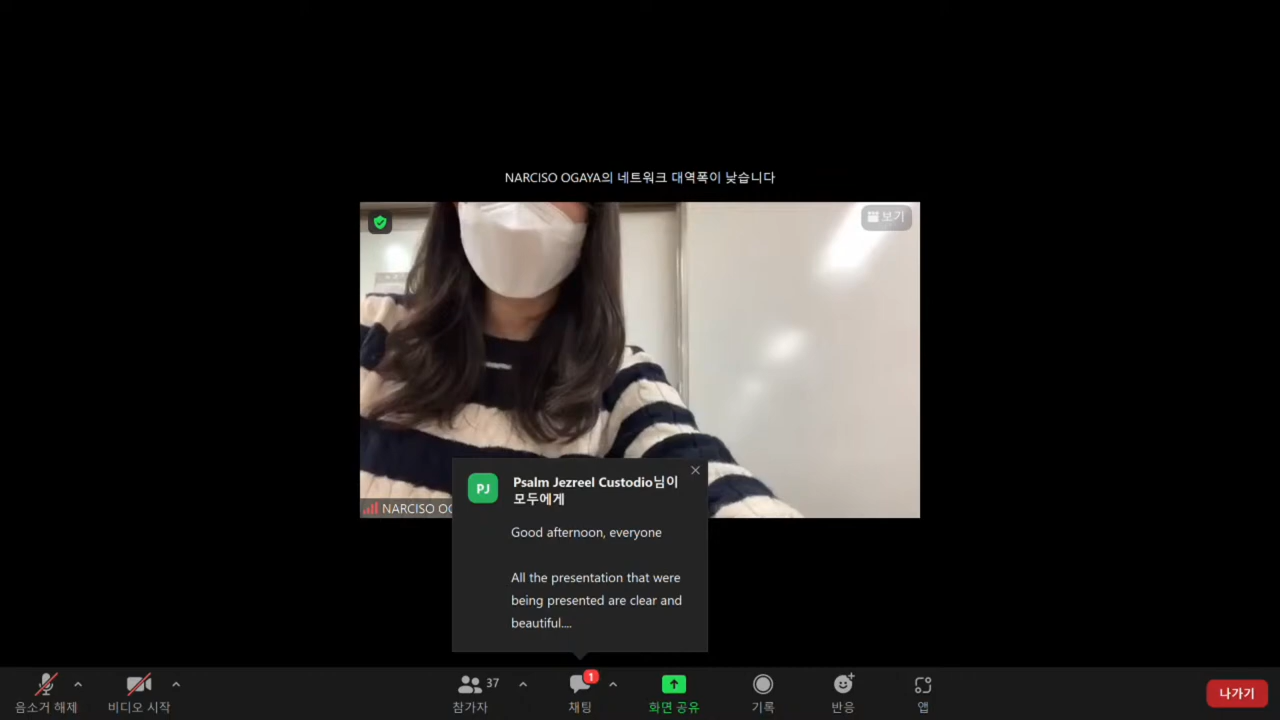 NARCISO OGAYA의 네트워크 대역폭이 낮습니다
보기
NARCISO
PJ
Psalm Jezreel Custodio님이
모두에게
Good afternoon, everyone
All the presentation that were
being presented are clear and
beautiful....
음소거 해제
비디오 시작
37
참가자
1
채팅
화면 공유
기록
반응
앱
나가기